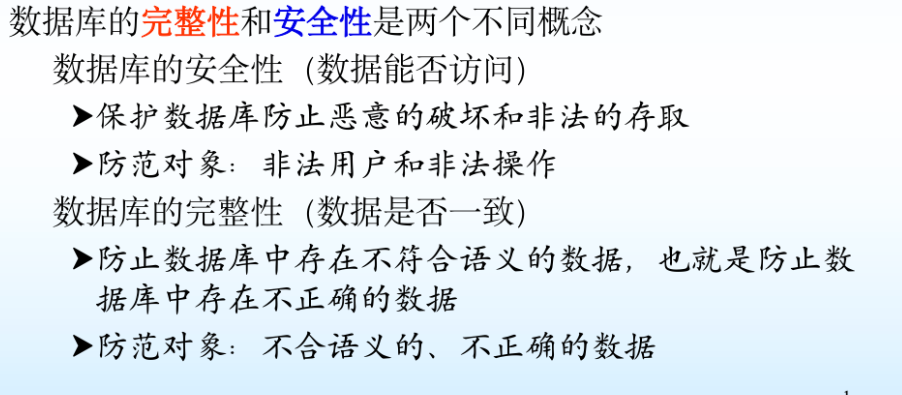 数据库的完整性和安全性是两个不同概念
数据库的安全性（数据能否访问）
➤保护数据库防止恶意的破坏和非法的存取
➤防范对象：非法用户和非法操作
数据库的完整性（数据是否一致）
➤防止数据库中存在不符合语义的数据，也就是防止数
据库中存在不正确的数据
➤防范对象：不合语义的、不正确的数据